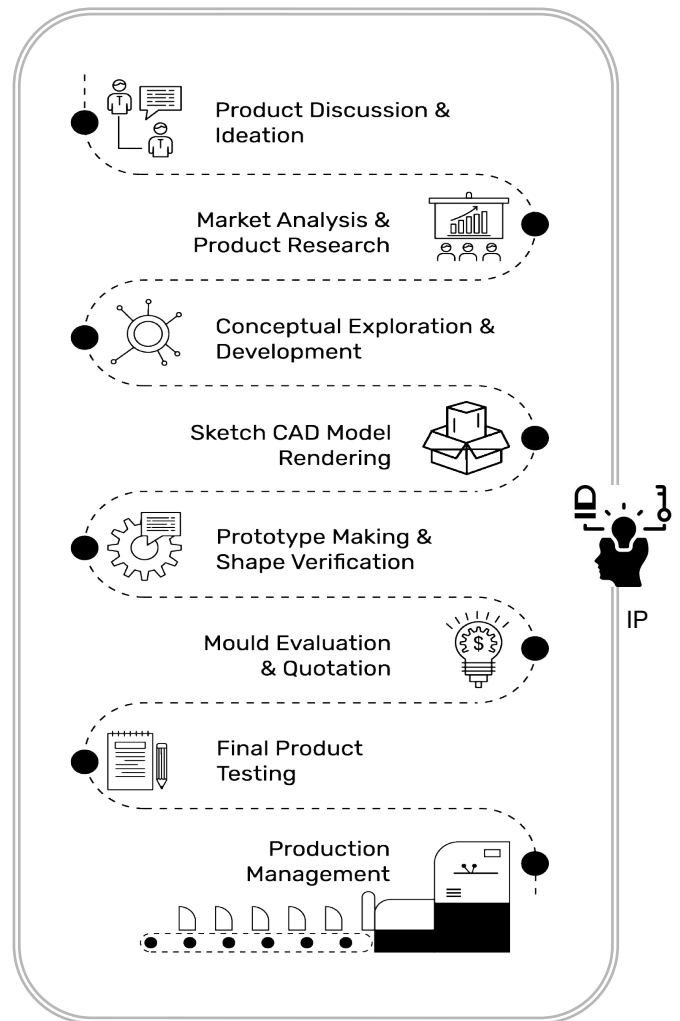 Product Discussion &
Ideation
Market Analysis &
Product Research
Conceptual Exploration &
Development
Sketch CAD Model
Rendering
Prototype Making &
Shape Verification
IP
Mould Evaluation
& Quotation
$
Final Product
Testing
Production
Management